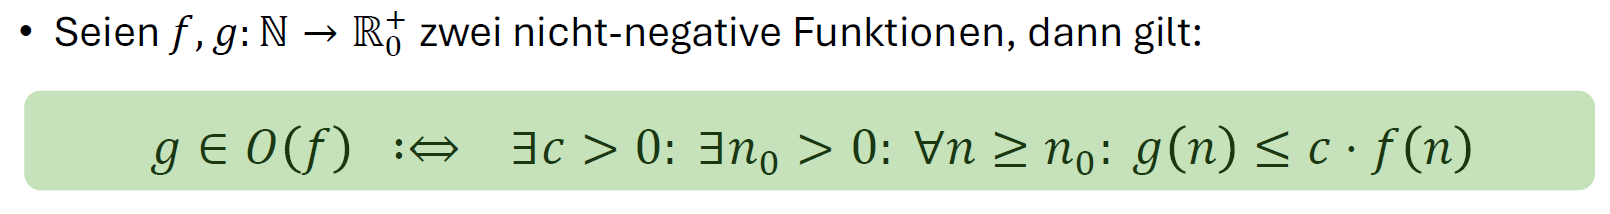 • Seien f, g: ℕ → ℝ₀⁺ zwei nicht-negative Funktionen, dann gilt:
g ∈ O(f) :⇔ ∃c > 0: ∃n₀ > 0: ∀n ≥ n₀: g(n) ≤ c · f(n)